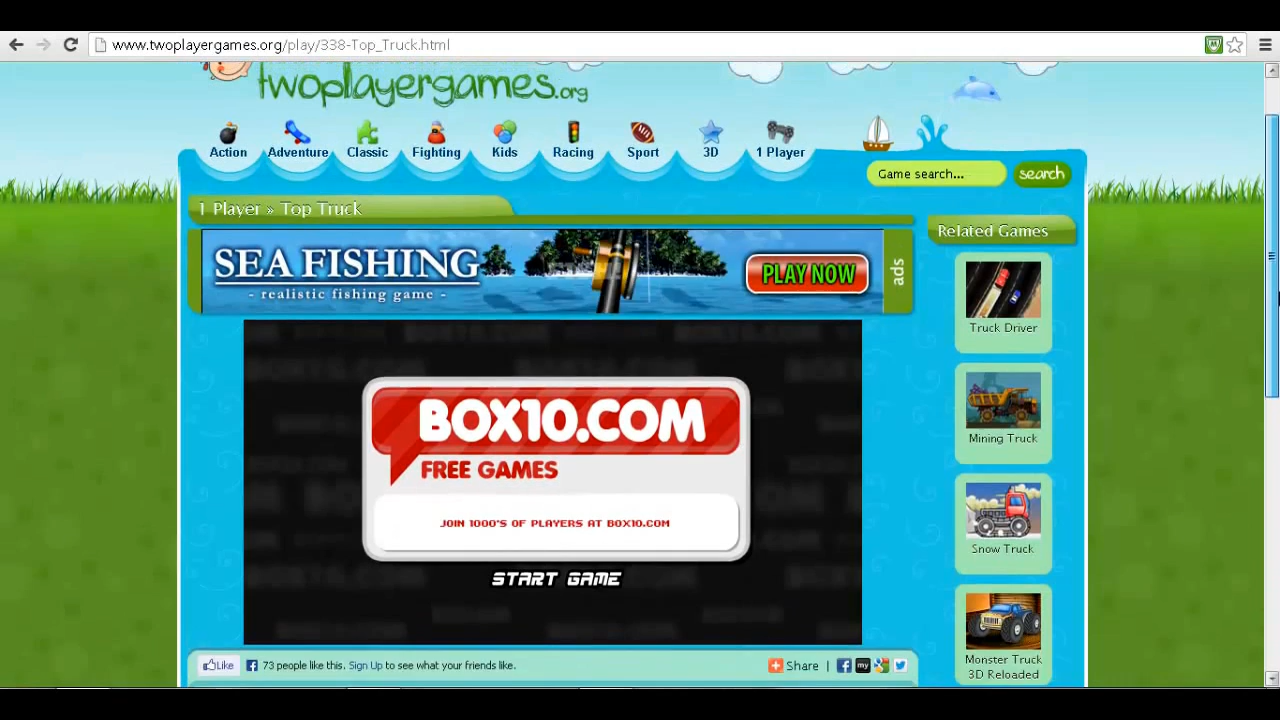 www.twoplayergames.org/play/338-Top_Truck.html
twoplayergames.org
Action Adventure Classic Fighting Kids Racing Sport 3D 1 Player
Game search... search
1 Player » Top Truck
Related Games
SEA FISHING
- realistic fishing game -
PLAY NOW
ads
Truck Driver
BOX10.COM
FREE GAMES
JOIN 1000'S OF PLAYERS AT BOX10.COM
START GAME
Mining Truck
Snow Truck
Monster Truck
3D Reloaded
Like 73 people like this. Sign Up to see what your friends like.
Share |